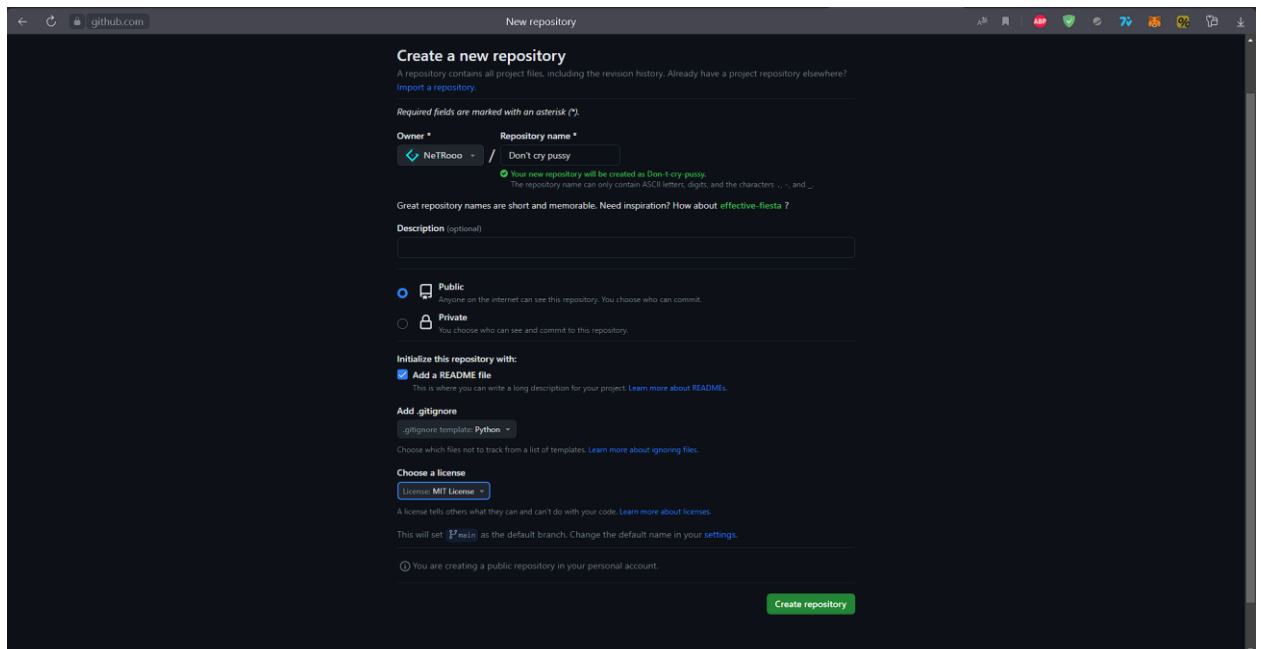 github.com
New repository
ABP
Create a new repository
A repository contains all project files, including the revision history. Already have a project repository elsewhere?
Import a repository.
Required fields are marked with an asterisk (*).
Owner * Repository name *
NeTRooo / Don't cry pussy
Your new repository will be created as Don-t-cry-pussy.
The repository name can only contain ASCII letters, digits, and the characters ., -, and _.
Great repository names are short and memorable. Need inspiration? How about effective-fiesta ?
Description (optional)
Public
Anyone on the internet can see this repository. You choose who can commit.
Private
You choose who can see and commit to this repository.
Initialize this repository with:
Add a README file
This is where you can write a long description for your project. Learn more about READMEs.
Add .gitignore
.gitignore template: Python
Choose which files not to track from a list of templates. Learn more about ignoring files.
Choose a license
License: MIT License
A license tells others what they can and can't do with your code. Learn more about licenses.
This will set main as the default branch. Change the default name in your settings.
You are creating a public repository in your personal account.
Create repository